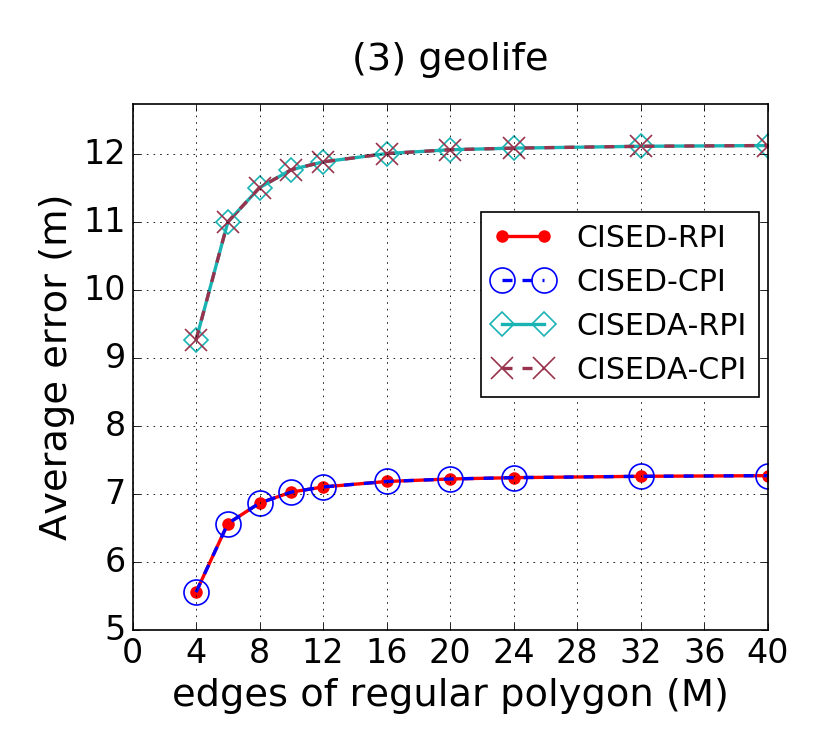 (3) geolife
Average error (m)
12
11
10
9
8
7
6
5
CISED-RPI
CISED-CPI
CISEDA-RPI
CISEDA-CPI
0 4 8 12 16 20 24 28 32 36 40
edges of regular polygon (M)